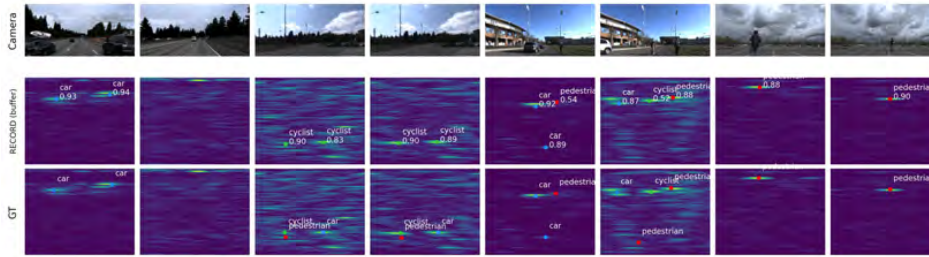 Camera
RECORD (buffer)
car
0.93
0.94
cyclist
0.90
cyclist
0.83
cyclist
0.90
cyclist
0.89
car
0.92
pedestrian
0.54
car
0.89
car
0.87
cyclist
0.52
pedestrian
0.88
pedestrian
0.88
pedestrian
0.90
GT
car
car
cyclist
pedestrian
car
cyclist
pedestrian
car
car
pedestrian
car
car
cyclist
pedestrian
pedestrian
pedestrian
pedestrian